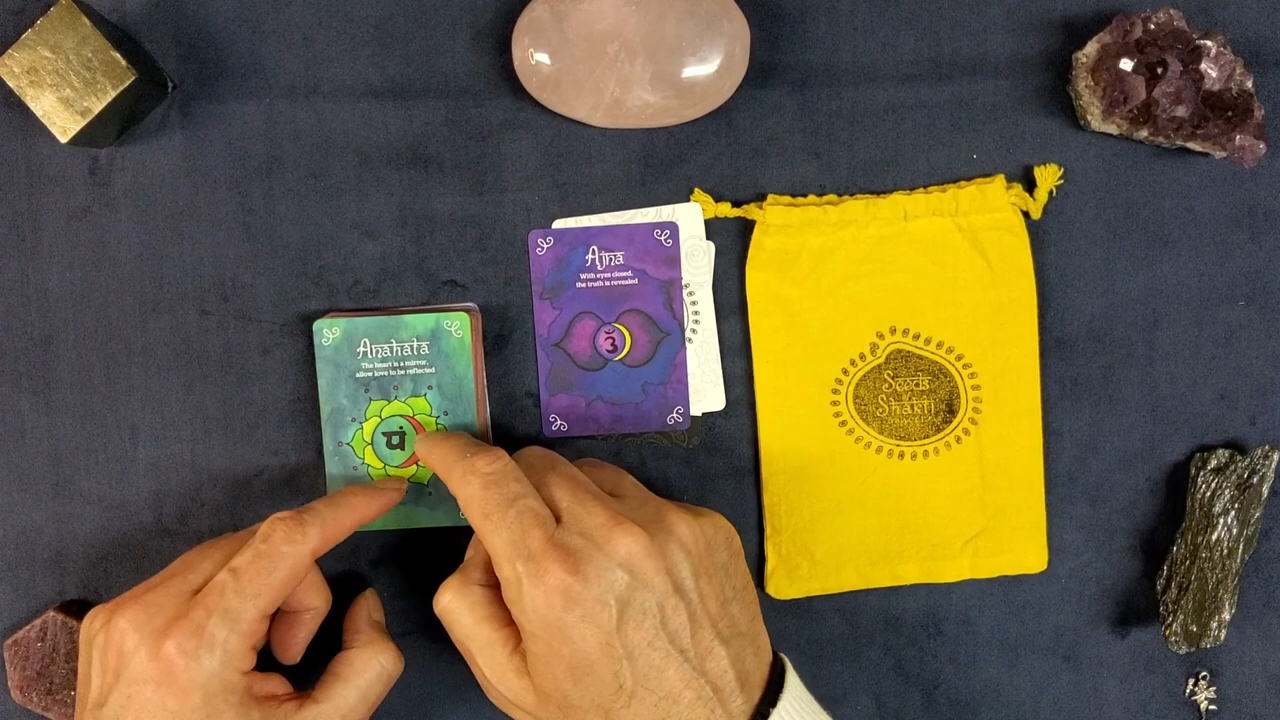 Anahata
The heart is a mirror,
allow love to be reflected
Ajna
With eyes closed,
the truth is revealed
ॐ
Seeds
of
Shakti